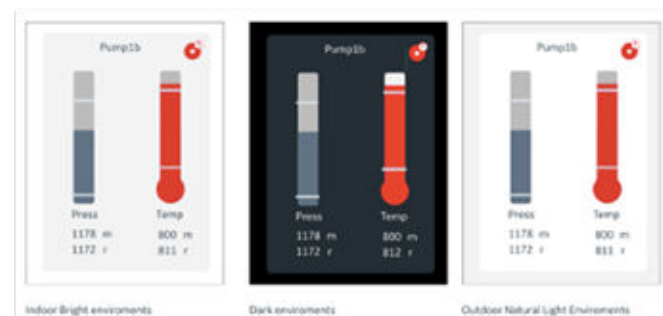 Pump1b
Press Temp
1178 m 800 m
1172 r 811 r
Pump1b
Press Temp
1178 m 800 m
1172 r 812 r
Pump1b
Press Temp
1178 m 800 m
1172 r 811 r
Indoor Bright enviroments
Dark enviroments
Outdoor Natural Light Enviroments